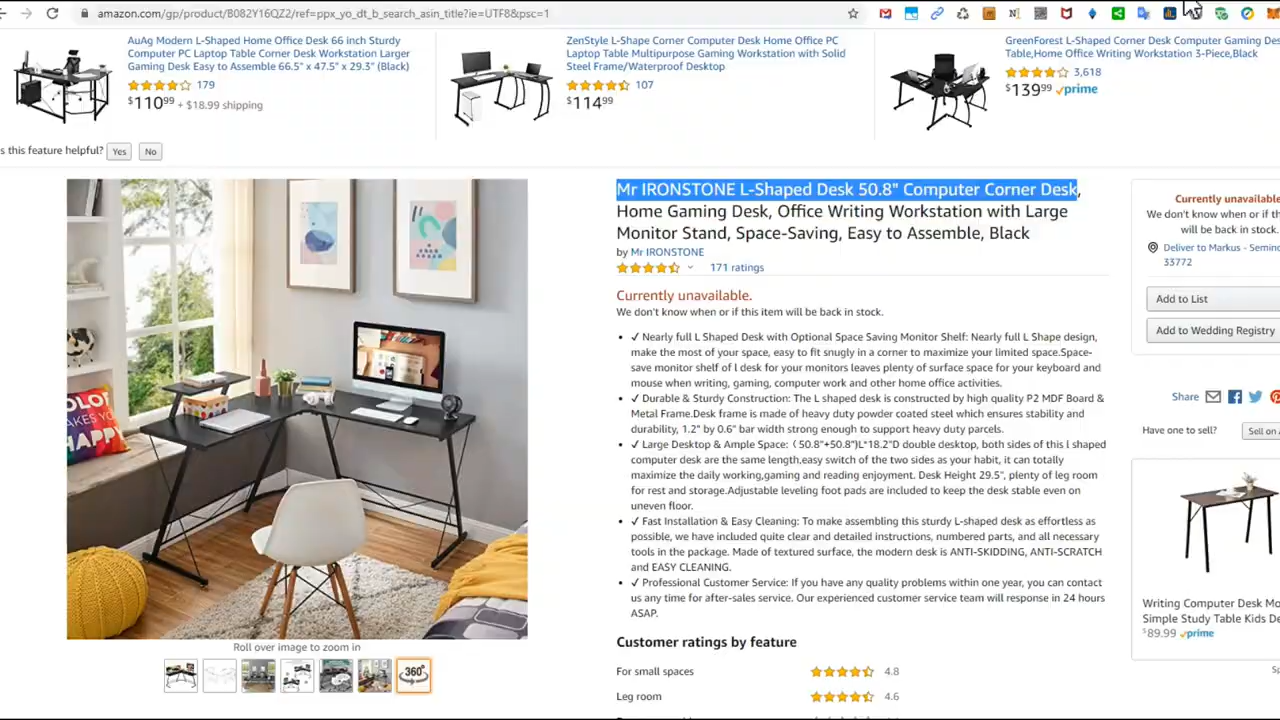 amazon.com/gp/product/B082Y16QZ2/ref=ppx_yo_dt_b_search_asin_title?ie=UTF8&psc=1
AuAg Modern L-Shaped Home Office Desk 66 inch Sturdy
Computer PC Laptop Table Corner Desk Workstation Larger
Gaming Desk Easy to Assemble 66.5" x 47.5" x 29.3" (Black)
179
$110⁹⁹ + $18.99 shipping
ZenStyle L-Shape Corner Computer Desk Home Office PC
Laptop Table Multipurpose Gaming Workstation with Solid
Steel Frame/Waterproof Desktop
107
$114⁹⁹
GreenForest L-Shaped Corner Desk Computer Gaming Des
Table,Home Office Writing Workstation 3-Piece,Black
3,618
$139⁹⁹ prime
s this feature helpful? Yes No
Mr IRONSTONE L-Shaped Desk 50.8" Computer Corner Desk,
Home Gaming Desk, Office Writing Workstation with Large
Monitor Stand, Space-Saving, Easy to Assemble, Black
by Mr IRONSTONE
171 ratings
Currently unavailable.
We don't know when or if this item will be back in stock.
✓ Nearly full L Shaped Desk with Optional Space Saving Monitor Shelf: Nearly full L Shape design,
make the most of your space, easy to fit snugly in a corner to maximize your limited space.Space-
save monitor shelf of l desk for your monitors leaves plenty of surface space for your keyboard and
mouse when writing, gaming, computer work and other home office activities.
✓ Durable & Sturdy Construction: The L shaped desk is constructed by high quality P2 MDF Board &
Metal Frame.Desk frame is made of heavy duty powder coated steel which ensures stability and
durability, 1.2" by 0.6" bar width strong enough to support heavy duty parcels.
✓ Large Desktop & Ample Space: ( 50.8"+50.8")L*18.2"D double desktop, both sides of this l shaped
computer desk are the same length,easy switch of the two sides as your habit, it can totally
maximize the daily working,gaming and reading enjoyment. Desk Height 29.5", plenty of leg room
for rest and storage.Adjustable leveling foot pads are included to keep the desk stable even on
uneven floor.
✓ Fast Installation & Easy Cleaning: To make assembling this sturdy L-shaped desk as effortless as
possible, we have included quite clear and detailed instructions, numbered parts, and all necessary
tools in the package. Made of textured surface, the modern desk is ANTI-SKIDDING, ANTI-SCRATCH
and EASY CLEANING.
✓ Professional Customer Service: If you have any quality problems within one year, you can contact
us any time for after-sales service. Our experienced customer service team will response in 24 hours
ASAP.
Customer ratings by feature
For small spaces 4.8
Leg room 4.6
COLOR
MAKES YOU
HAPPY
Roll over image to zoom in
360°
Currently unavailable
We don't know when or if th
will be back in stock.
Deliver to Markus - Semino
33772
Add to List
Add to Wedding Registry
Share
Have one to sell? Sell on A
Writing Computer Desk Mo
Simple Study Table Kids De
$89.99 prime
Sp